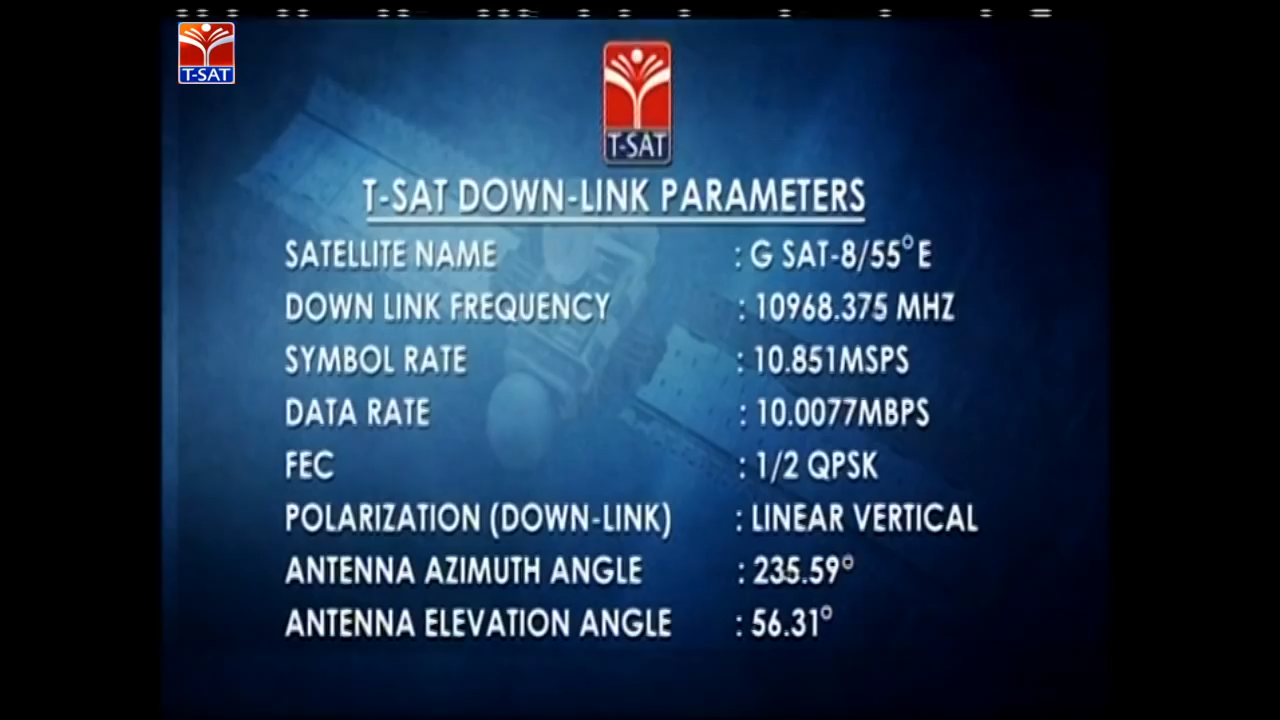 T-SAT
T-SAT
T-SAT DOWN-LINK PARAMETERS
SATELLITE NAME : G SAT-8/55° E
DOWN LINK FREQUENCY : 10968.375 MHZ
SYMBOL RATE : 10.851MSPS
DATA RATE : 10.0077MBPS
FEC : 1/2 QPSK
POLARIZATION (DOWN-LINK) : LINEAR VERTICAL
ANTENNA AZIMUTH ANGLE : 235.59°
ANTENNA ELEVATION ANGLE : 56.31°